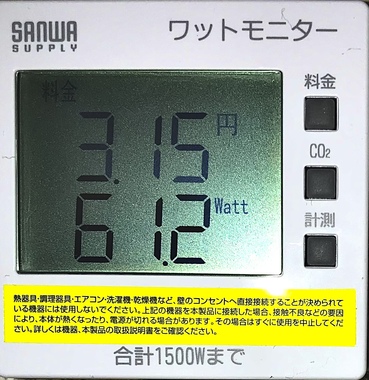 SANWA
SUPPLY
ワットモニター
料金
料金
3.15円
CO₂
61.2Watt
計測
熱器具・調理器具・エアコン・洗濯機・乾燥機など、壁のコンセントへ直接接続することが決められて
いる機器には使用しないでください。上記の機器を本製品に接続した場合、接触不良などの要因
により、本体が熱くなったり、電源が切れる場合があります。その場合はすぐに使用を中止してくだ
さい。詳しくは機器、本製品の取扱説明書をご確認ください。
合計1500Wまで